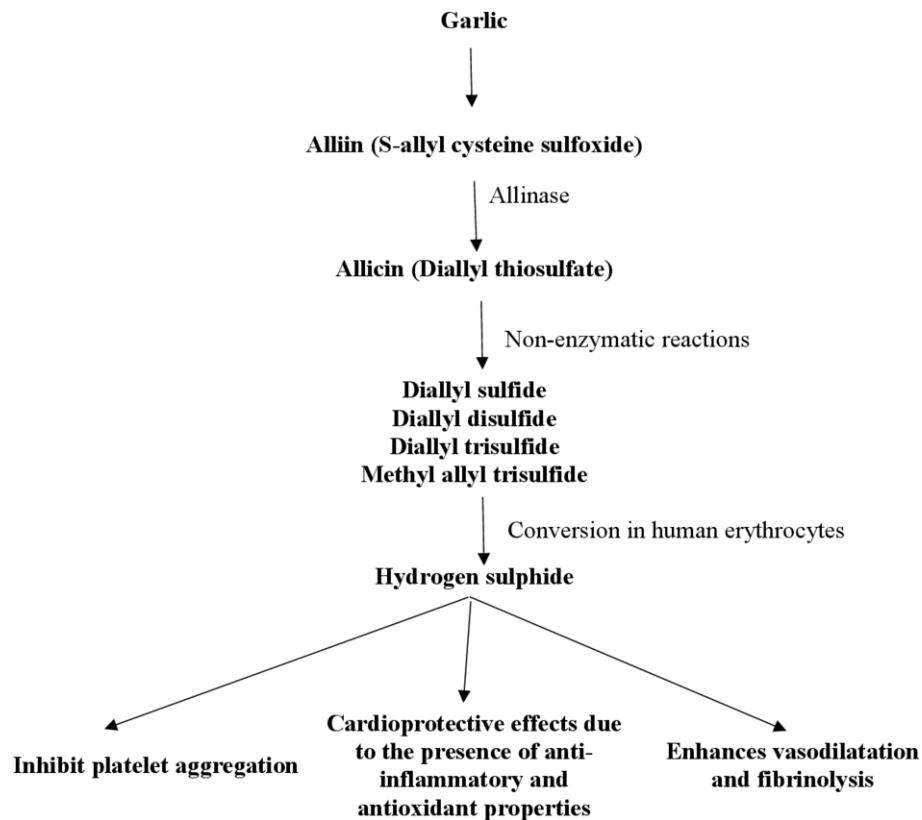 Garlic
Alliin (S-allyl cysteine sulfoxide)
Allinase
Allicin (Diallyl thiosulfate)
Non-enzymatic reactions
Diallyl sulfide
Diallyl disulfide
Diallyl trisulfide
Methyl allyl trisulfide
Conversion in human erythrocytes
Hydrogen sulphide
Inhibit platelet aggregation
Cardioprotective effects due
to the presence of anti-
inflammatory and
antioxidant properties
Enhances vasodilatation
and fibrinolysis